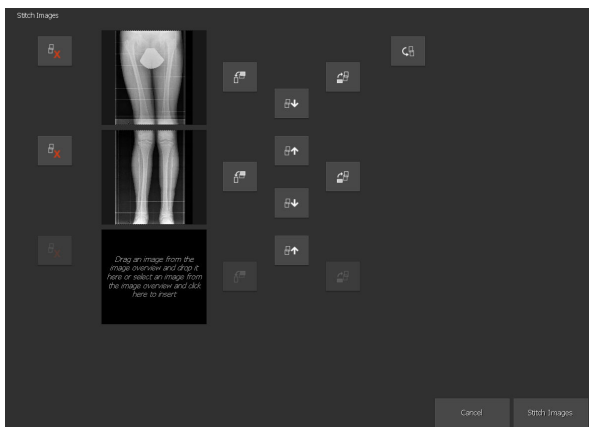 Stitch Images
Drag an image from the
image overview and drop it
here or select an image from
the image overview and click
here to insert
Cancel
Stitch Images